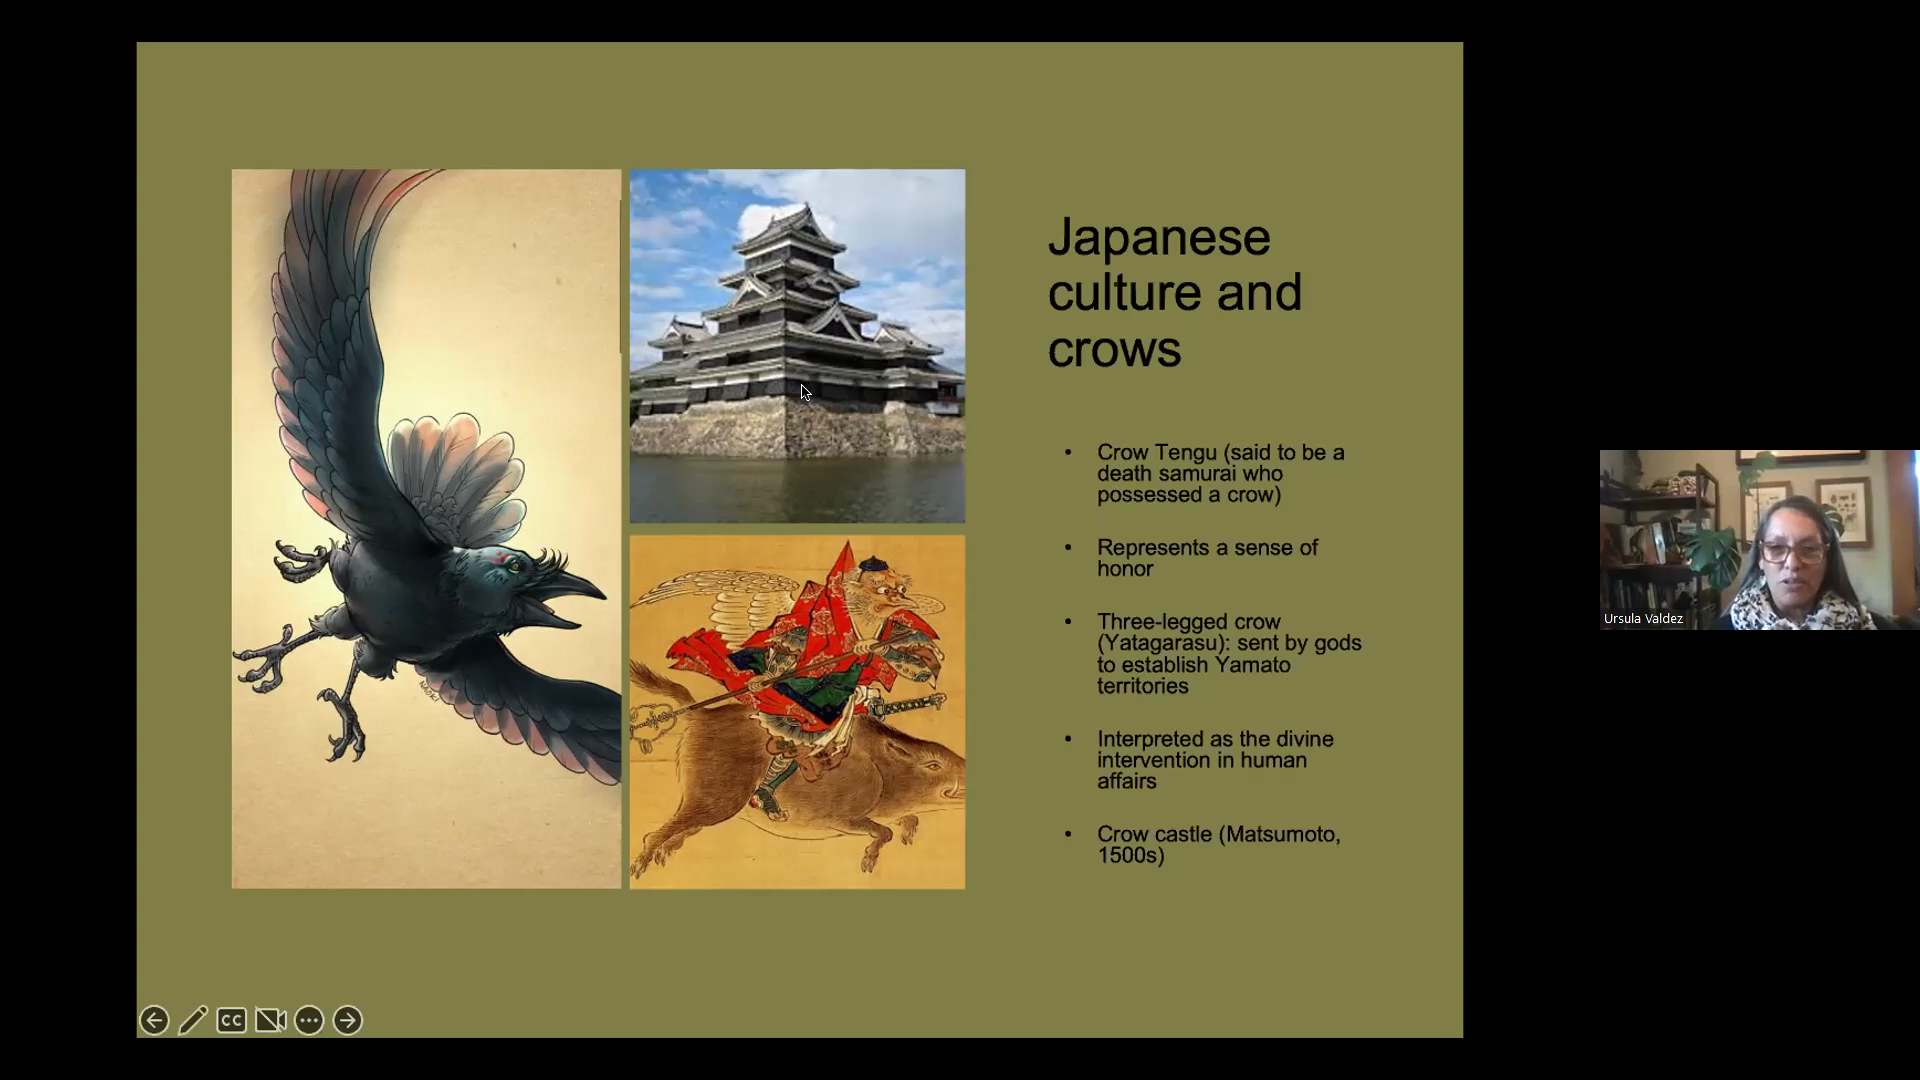 Japanese
culture and
crows
• Crow Tengu (said to be a
death samurai who
possessed a crow)
• Represents a sense of
honor
• Three-legged crow
(Yatagarasu): sent by gods
to establish Yamato
territories
• Interpreted as the divine
intervention in human
affairs
• Crow castle (Matsumoto,
1500s)
NAOKI
CC
Ursula Valdez